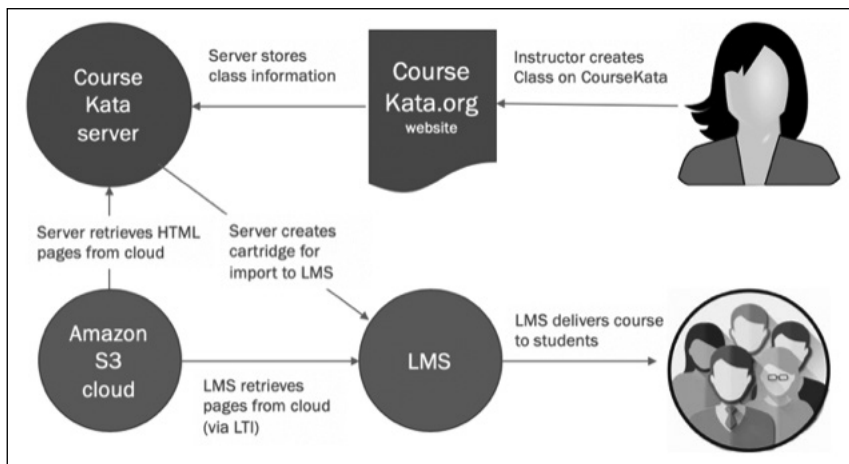 Course
Kata
server
Server stores
class information
Course
Kata.org
website
Instructor creates
Class on CourseKata
Server retrieves HTML
pages from cloud
Server creates
cartridge for
import to LMS
Amazon
S3
cloud
LMS retrieves
pages from cloud
(via LTI)
LMS
LMS delivers course
to students